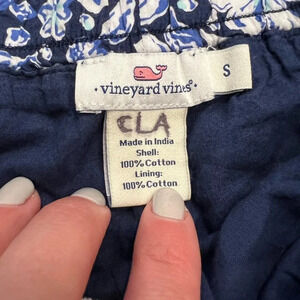 vineyard vines®
S
CLA
Made in India
Shell:
100% Cotton
Lining:
100% Cotton